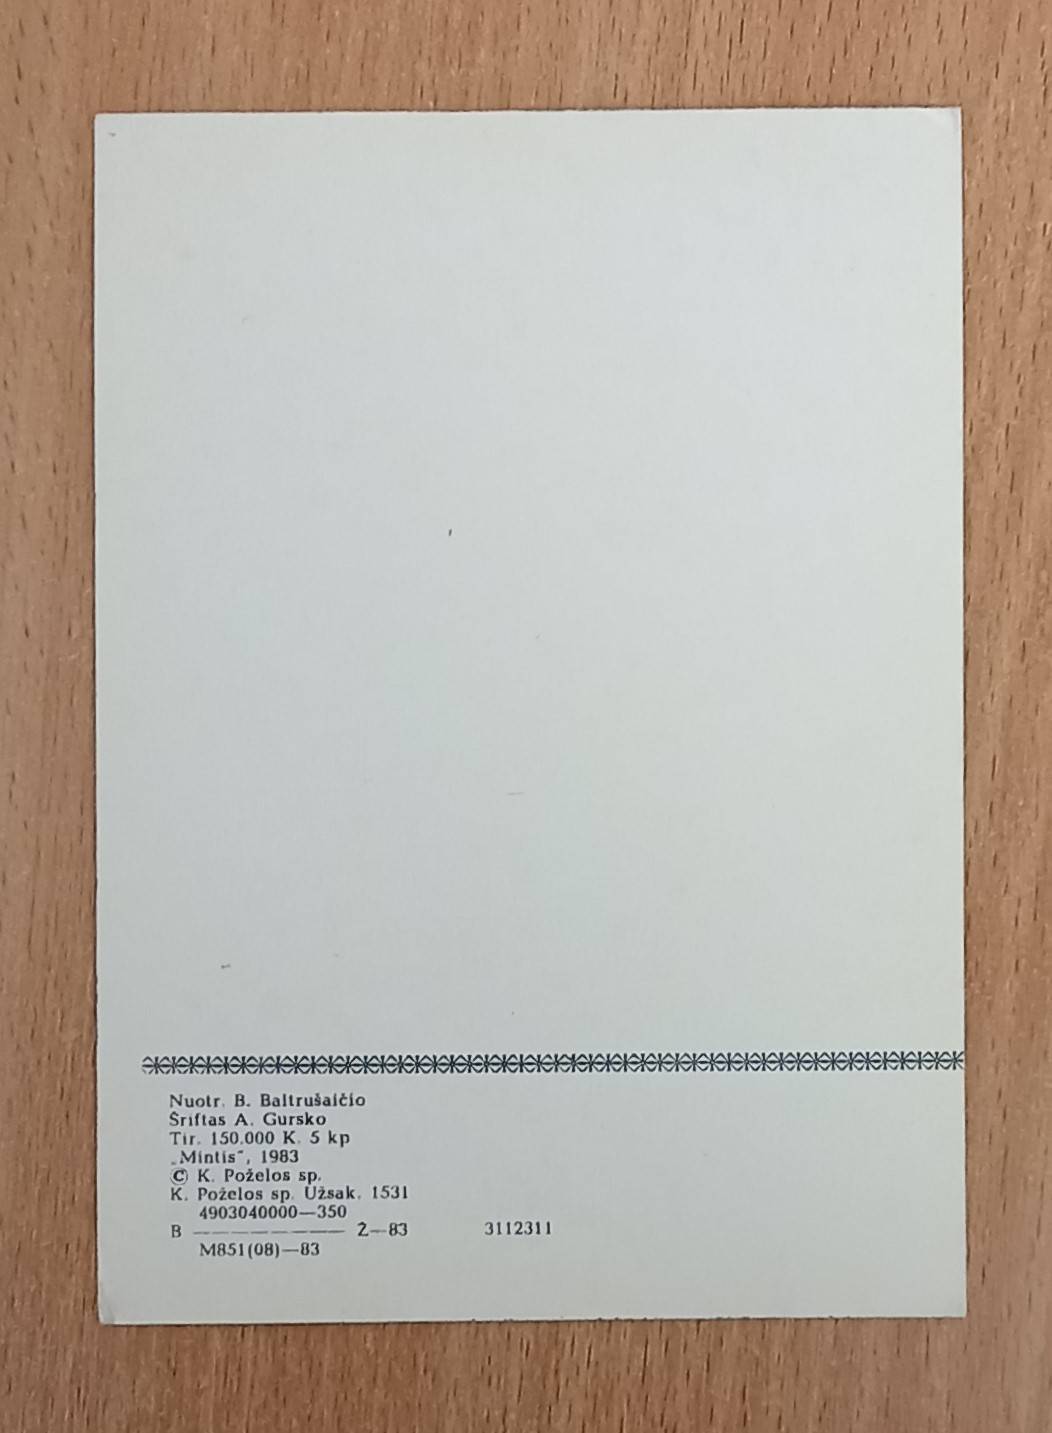 Nuotr. B. Baltrušaičio
Šriftas A. Gursko
Tir. 150.000 K. 5 kp
„Mintis“, 1983
© K. Poželos sp.
K. Poželos sp. Užsak. 1531
4903040000—350
B ————— Ž—83 3112311
M851(08)—83